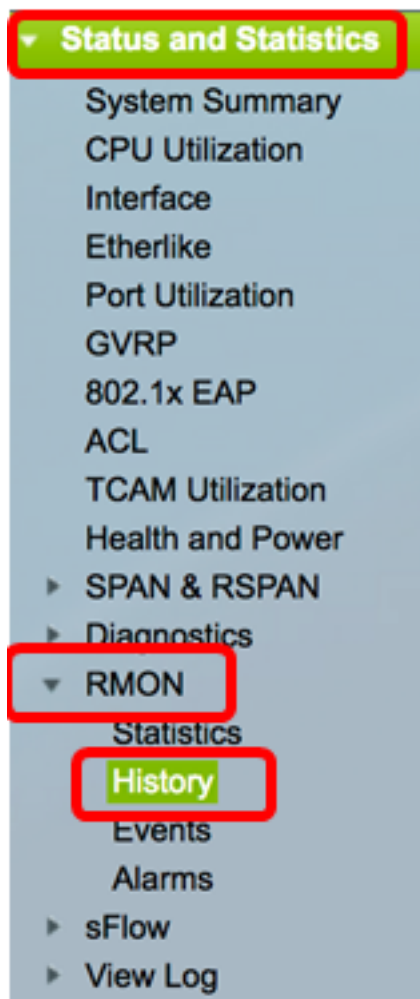 Status and Statistics
System Summary
CPU Utilization
Interface
Etherlike
Port Utilization
GVRP
802.1x EAP
ACL
TCAM Utilization
Health and Power
SPAN & RSPAN
Diagnostics
RMON
Statistics
History
Events
Alarms
sFlow
View Log